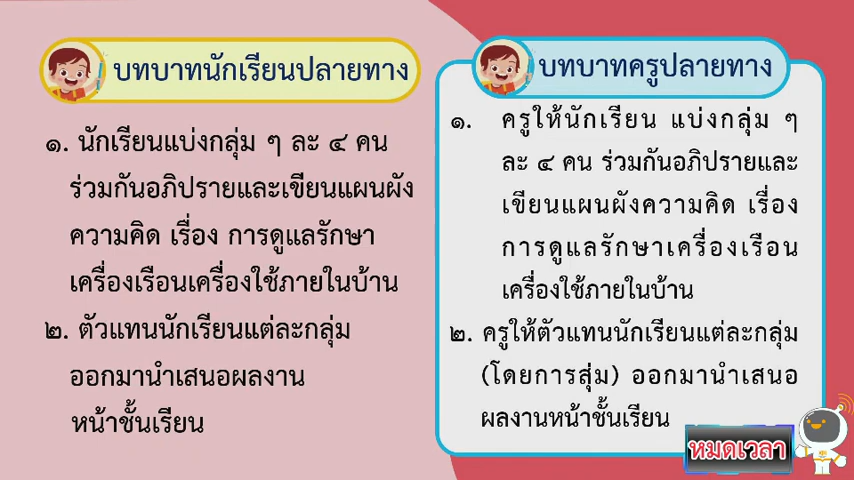 บทบาทนักเรียนปลายทาง
๑. นักเรียนแบ่งกลุ่ม ๆ ละ ๔ คน
ร่วมกันอภิปรายและเขียนแผนผัง
ความคิด เรื่อง การดูแลรักษา
เครื่องเรือนเครื่องใช้ภายในบ้าน
๒. ตัวแทนนักเรียนแต่ละกลุ่ม
ออกมานำเสนอผลงาน
หน้าชั้นเรียน
บทบาทครูปลายทาง
๑. ครูให้นักเรียน แบ่งกลุ่ม ๆ
ละ ๔ คน ร่วมกันอภิปรายและ
เขียนแผนผังความคิด เรื่อง
การดูแลรักษาเครื่องเรือน
เครื่องใช้ภายในบ้าน
๒. ครูให้ตัวแทนนักเรียนแต่ละกลุ่ม
(โดยการสุ่ม) ออกมานำเสนอ
ผลงานหน้าชั้นเรียน
หมดเวลา